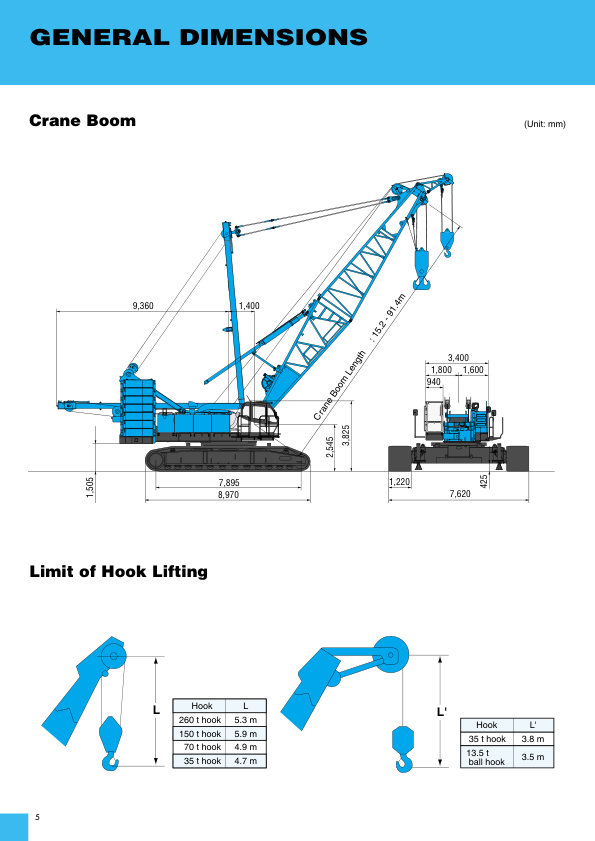 GENERAL DIMENSIONS
Crane Boom
(Unit: mm)
9,360
1,400
Crane Boom Length : 15.2 - 91.4m
3,400
1,800
1,600
940
2,545
3,825
1,505
7,895
8,970
1,220
425
7,620
Limit of Hook Lifting
L
Hook L
260 t hook 5.3 m
150 t hook 5.9 m
70 t hook 4.9 m
35 t hook 4.7 m
L'
Hook L'
35 t hook 3.8 m
13.5 t
ball hook 3.5 m
5